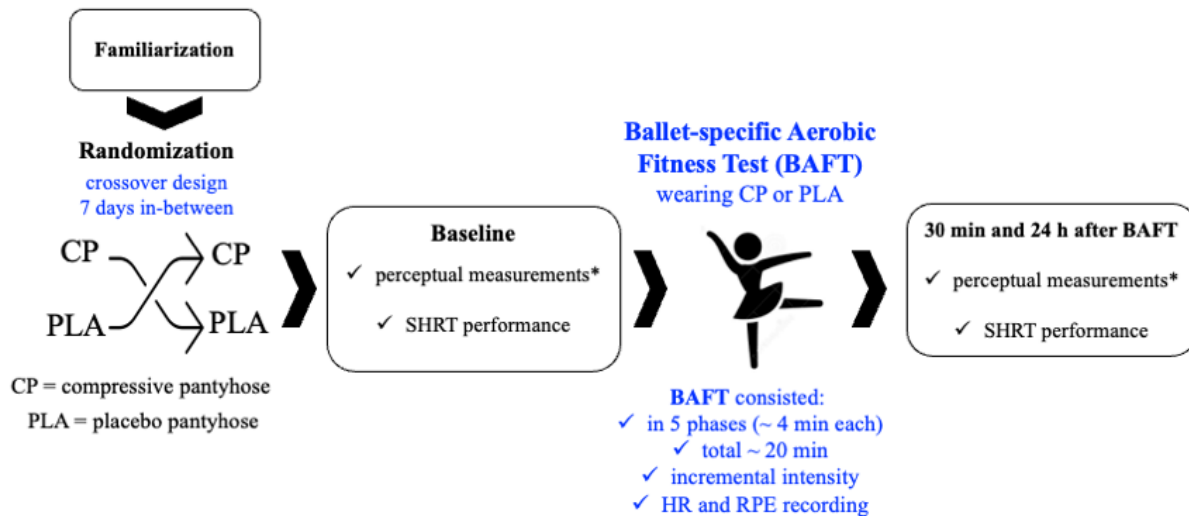 Familiarization
Randomization
crossover design
7 days in-between
CP
CP
PLA
PLA
CP = compressive pantyhose
PLA = placebo pantyhose
Baseline
✓ perceptual measurements*
✓ SHRT performance
Ballet-specific Aerobic
Fitness Test (BAFT)
wearing CP or PLA
BAFT consisted:
✓ in 5 phases (~ 4 min each)
✓ total ~ 20 min
✓ incremental intensity
✓ HR and RPE recording
30 min and 24 h after BAFT
✓ perceptual measurements*
✓ SHRT performance